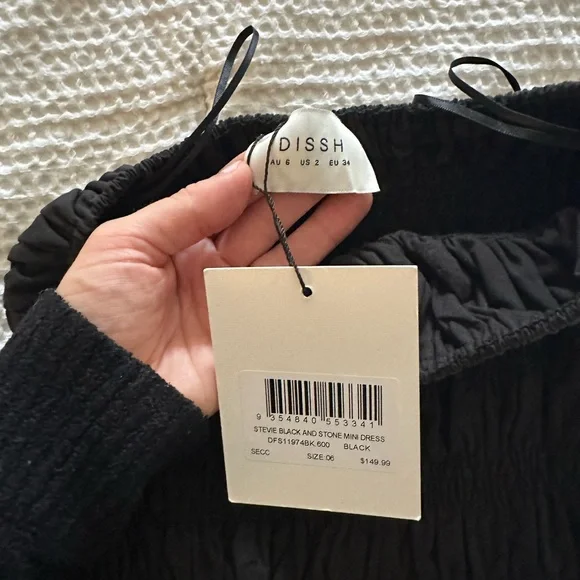 DISSH
AU 6 US 2 EU 34
9 354840 553341
STEVIE BLACK AND STONE MINI DRESS
DFS11974BK.600 BLACK
SECC SIZE:06 $149.99